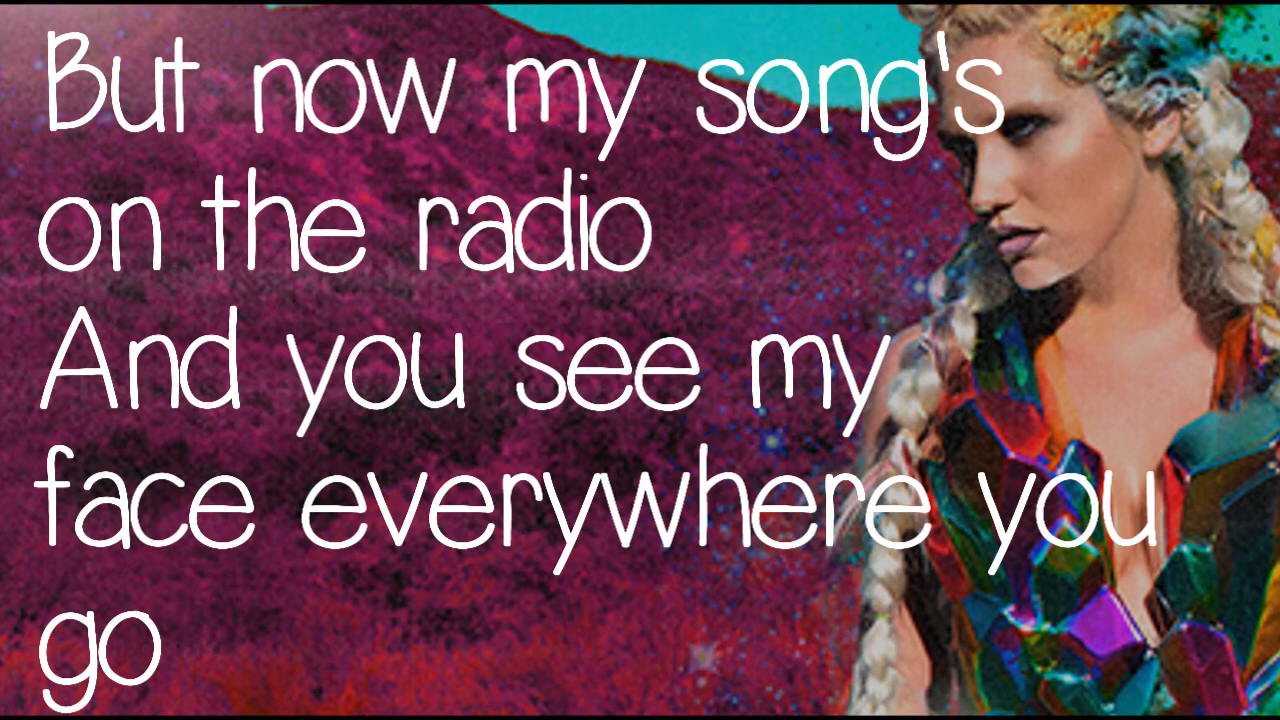 But now my song's
on the radio
And you see my
face everywhere you
go